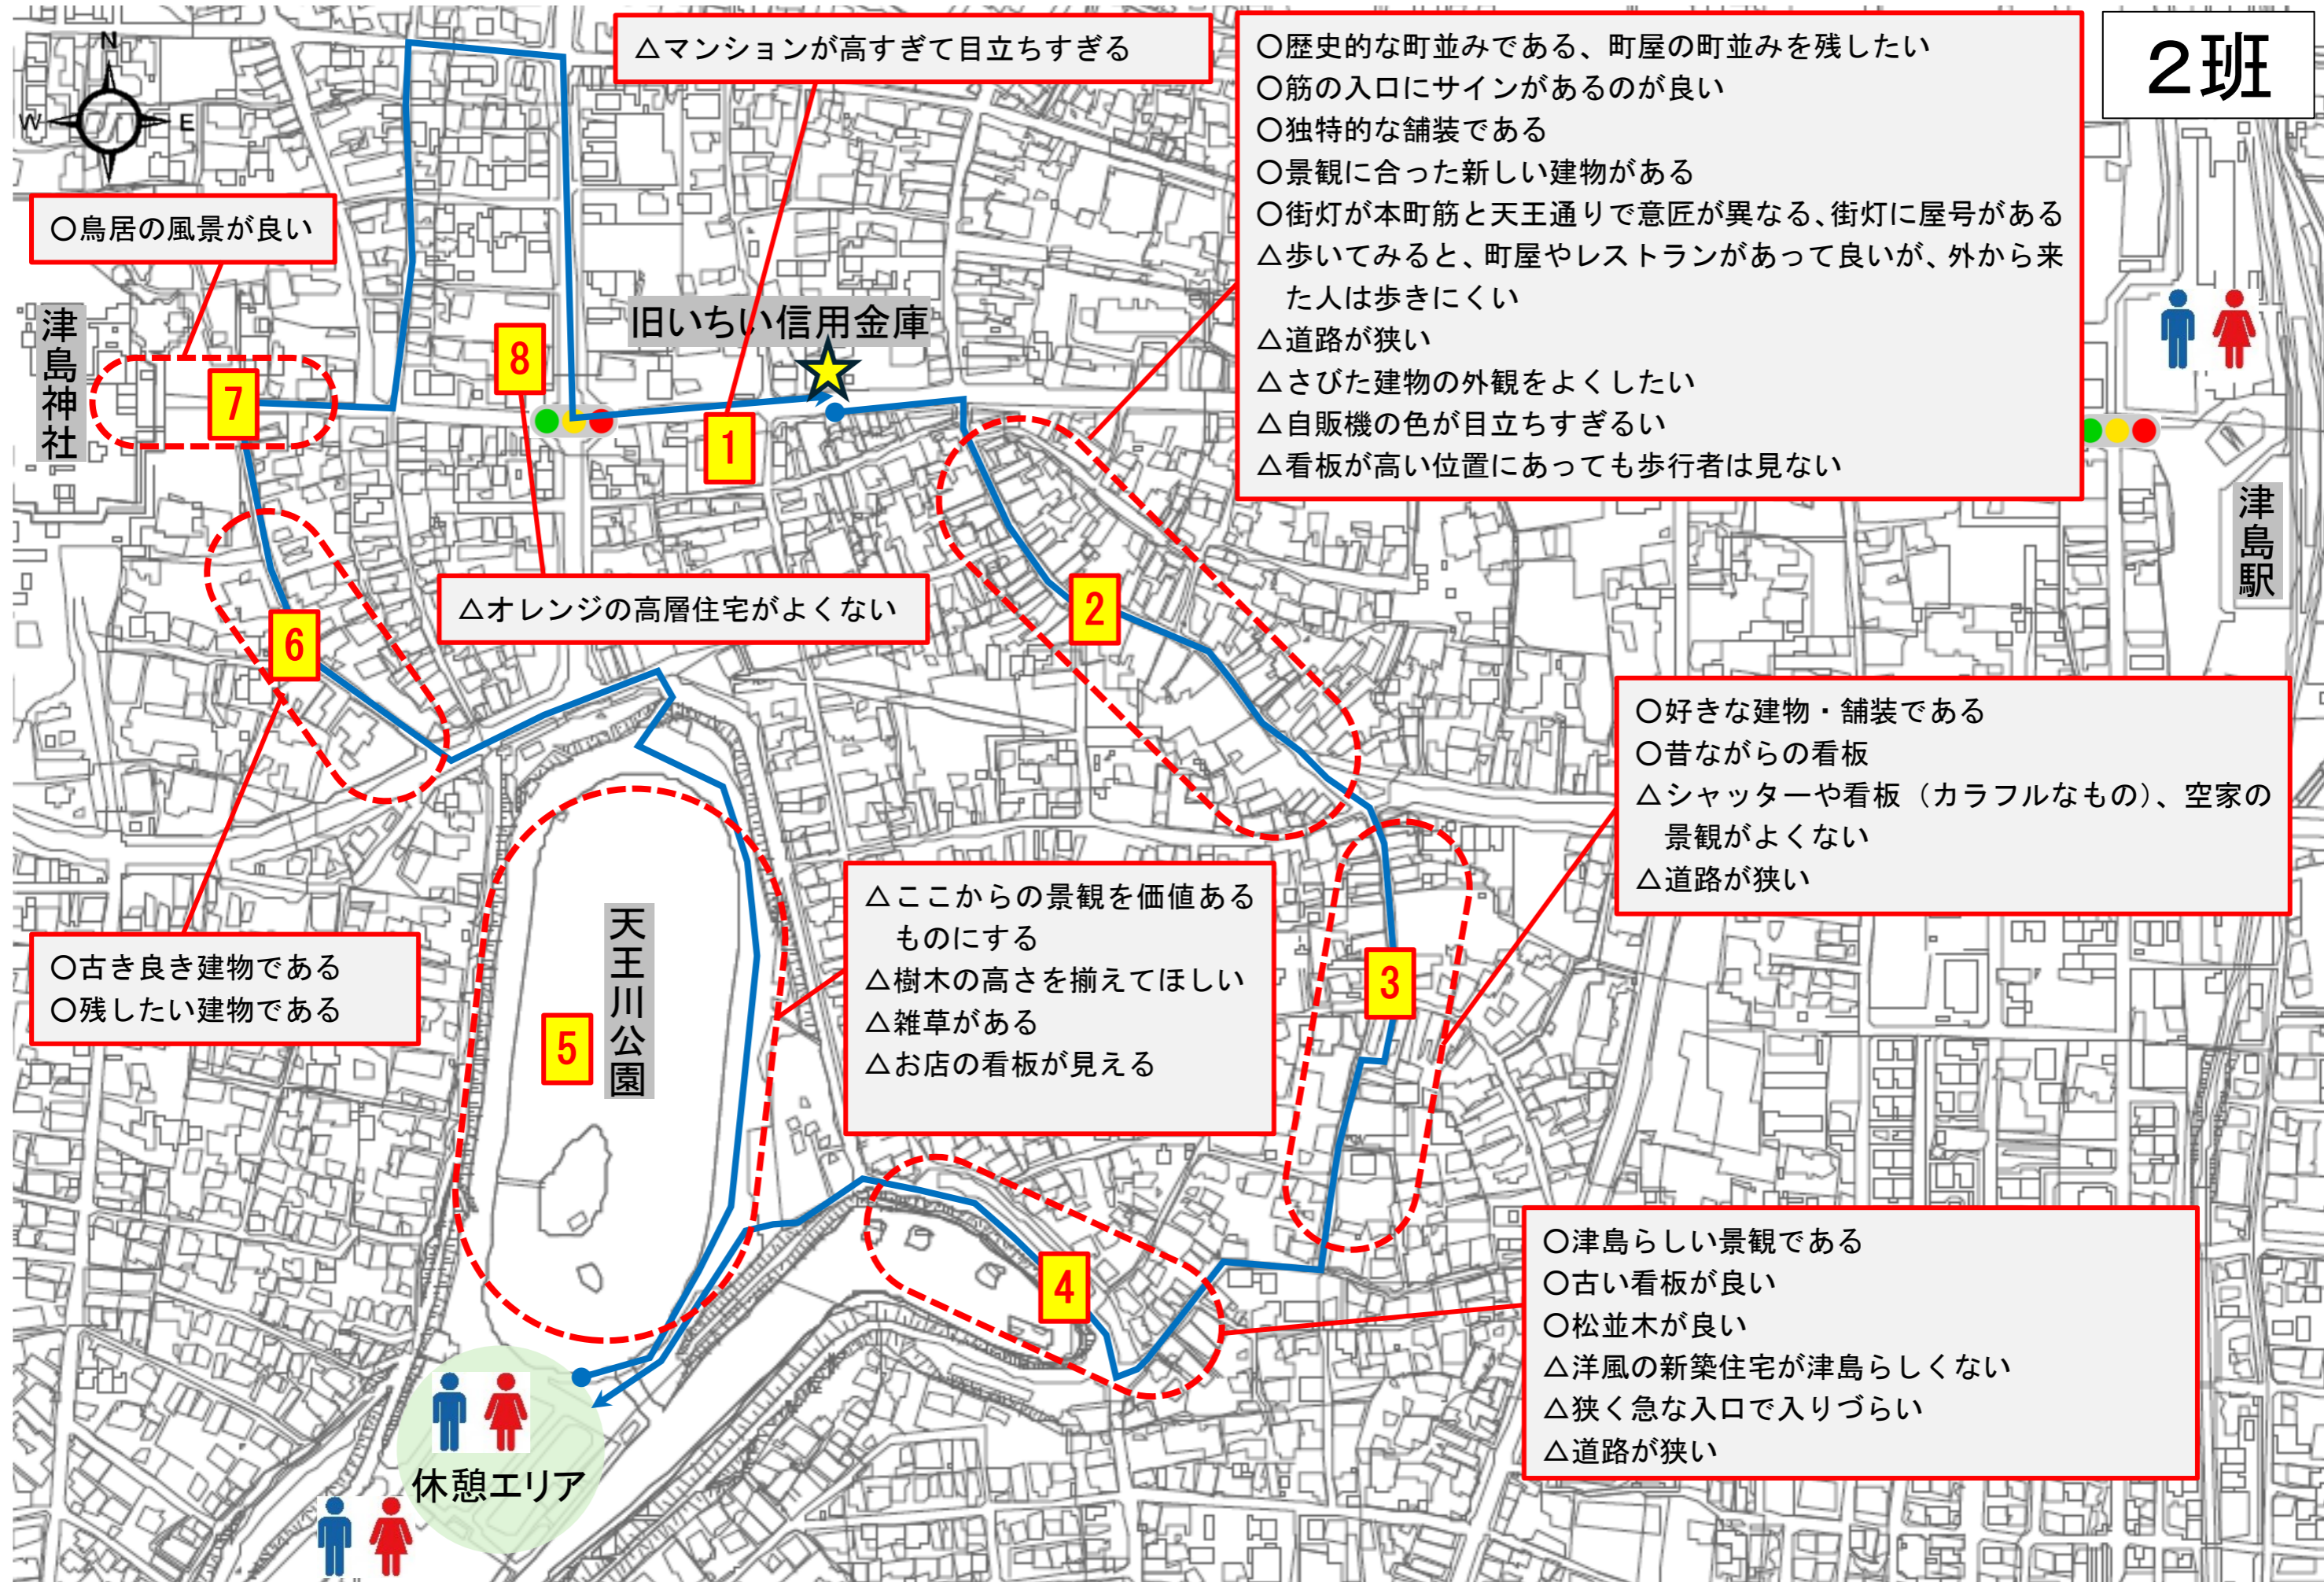 2班
N
W
E
△マンションが高すぎて目立ちすぎる
〇歴史的な町並みである、町屋の町並みを残したい
〇筋の入口にサインがあるのが良い
〇独特的な舗装である
〇景観に合った新しい建物がある
〇街灯が本町筋と天王通りで意匠が異なる、街灯に屋号がある
△歩いてみると、町屋やレストランがあって良いが、外から来
た人は歩きにくい
△道路が狭い
△さびた建物の外観をよくしたい
△自販機の色が目立ちすぎるい
△看板が高い位置にあっても歩行者は見ない
〇鳥居の風景が良い
津島神社
旧いちい信用金庫
7
8
1
津島駅
△オレンジの高層住宅がよくない
2
6
〇好きな建物・舗装である
〇昔ながらの看板
△シャッターや看板（カラフルなもの）、空家の
景観がよくない
△道路が狭い
〇古き良き建物である
〇残したい建物である
天王川公園
5
△ここからの景観を価値ある
ものにする
△樹木の高さを揃えてほしい
△雑草がある
△お店の看板が見える
3
4
〇津島らしい景観である
〇古い看板が良い
〇松並木が良い
△洋風の新築住宅が津島らしくない
△狭く急な入口で入りづらい
△道路が狭い
休憩エリア